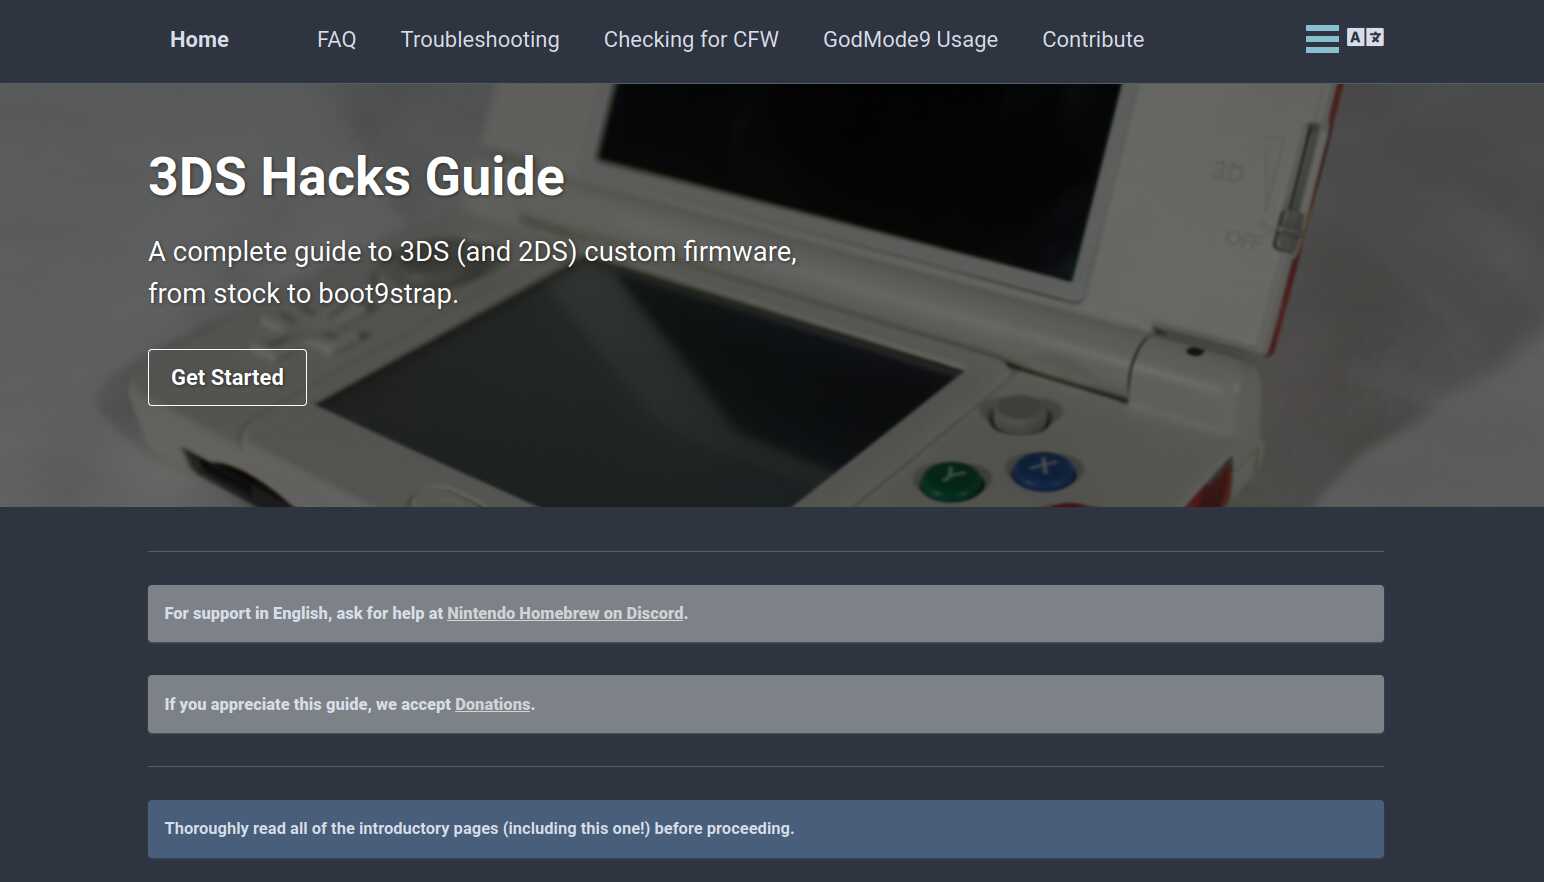 Home FAQ Troubleshooting Checking for CFW GodMode9 Usage Contribute
3DS Hacks Guide
A complete guide to 3DS (and 2DS) custom firmware,
from stock to boot9strap.
Get Started
3D
OFF
Y
X
For support in English, ask for help at Nintendo Homebrew on Discord.
If you appreciate this guide, we accept Donations.
Thoroughly read all of the introductory pages (including this one!) before proceeding.